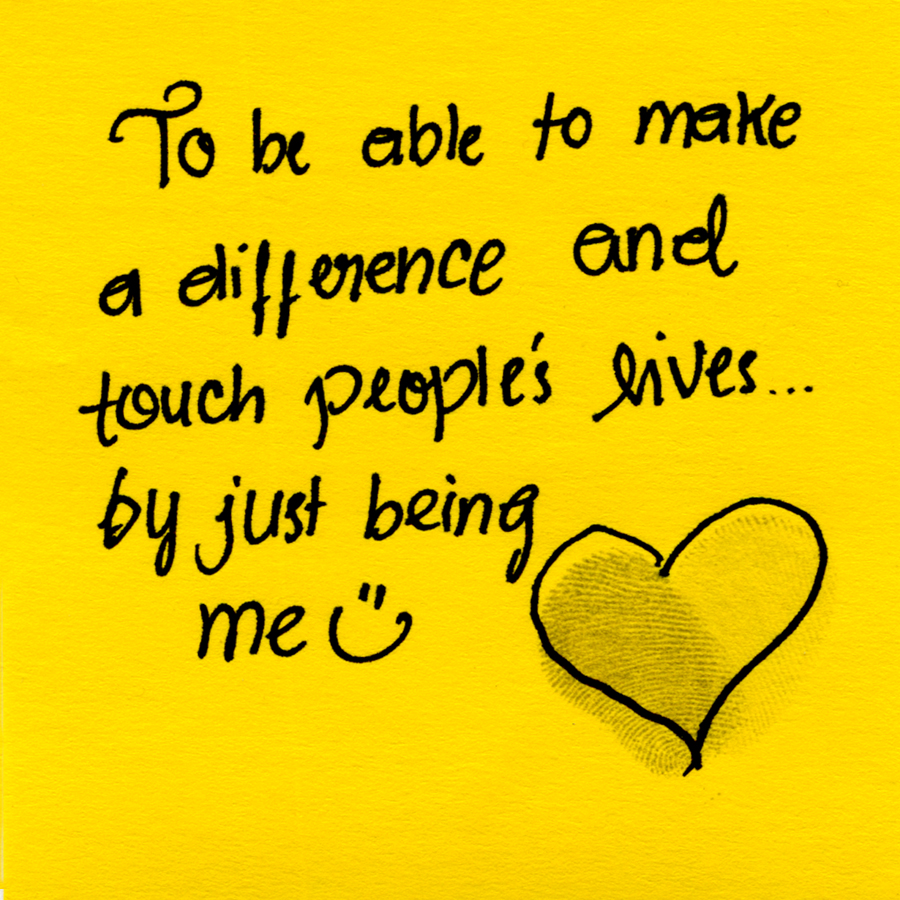 To be able to make
a difference and
touch people's lives...
by just being
me